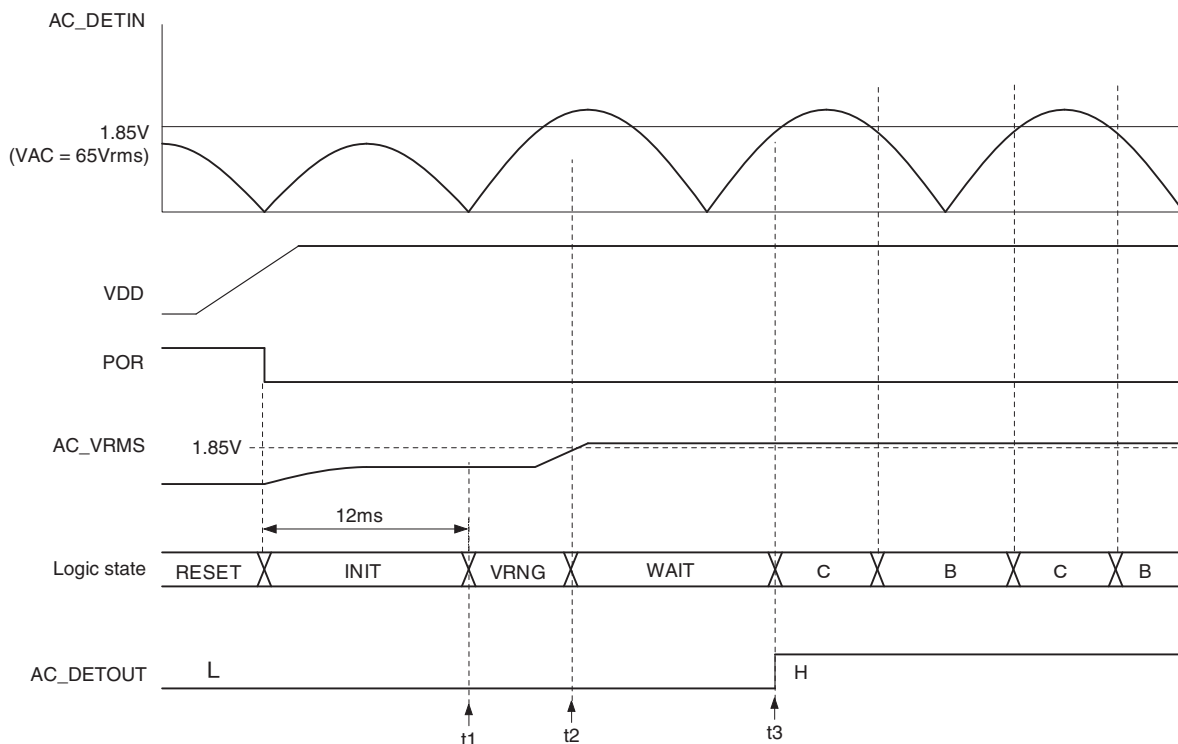 AC_DETIN
1.85V
(VAC = 65Vrms)
VDD
POR
AC_VRMS
1.85V
12ms
Logic state
RESET
INIT
VRNG
WAIT
C
B
C
B
AC_DETOUT
L
H
t1
t2
t3